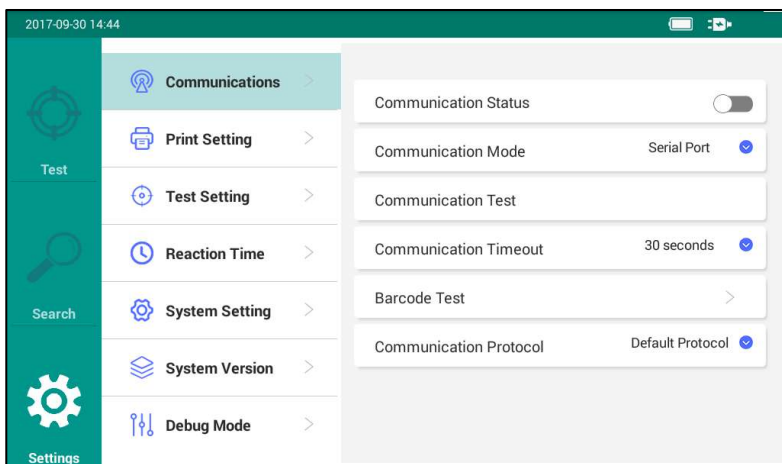 2017-09-30 14:44
Test
Search
Settings
Communications
Print Setting
Test Setting
Reaction Time
System Setting
System Version
Debug Mode
Communication Status
Communication Mode Serial Port
Communication Test
Communication Timeout 30 seconds
Barcode Test
Communication Protocol Default Protocol